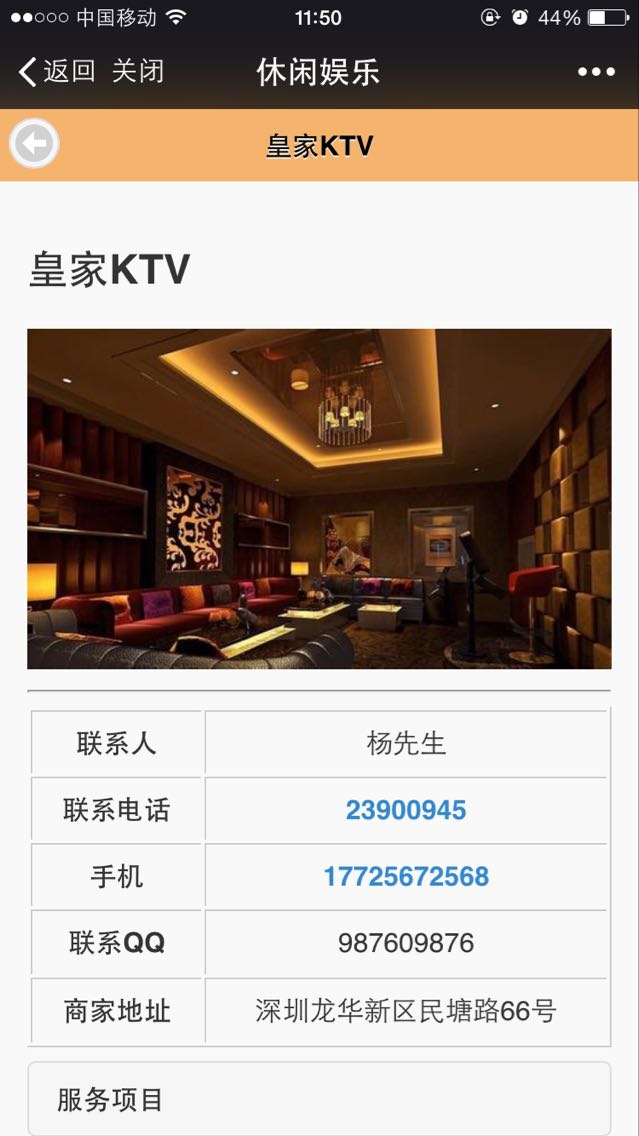 中国移动 11:50 44%
返回 关闭 休闲娱乐
皇家KTV
皇家KTV
联系人 杨先生
联系电话 23900945
手机 17725672568
联系QQ 987609876
商家地址 深圳龙华新区民塘路66号
服务项目